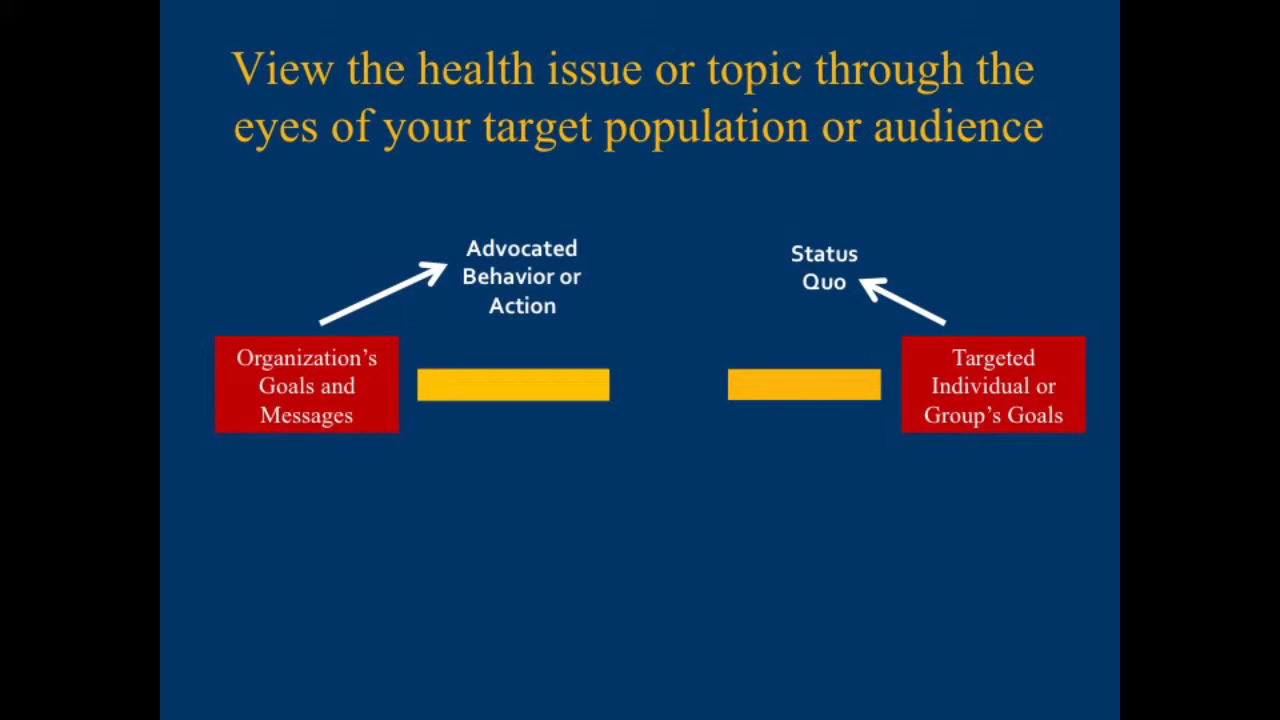 View the health issue or topic through the
eyes of your target population or audience
Advocated
Behavior or
Action
Status
Quo
Organization’s
Goals and
Messages
Targeted
Individual or
Group’s Goals